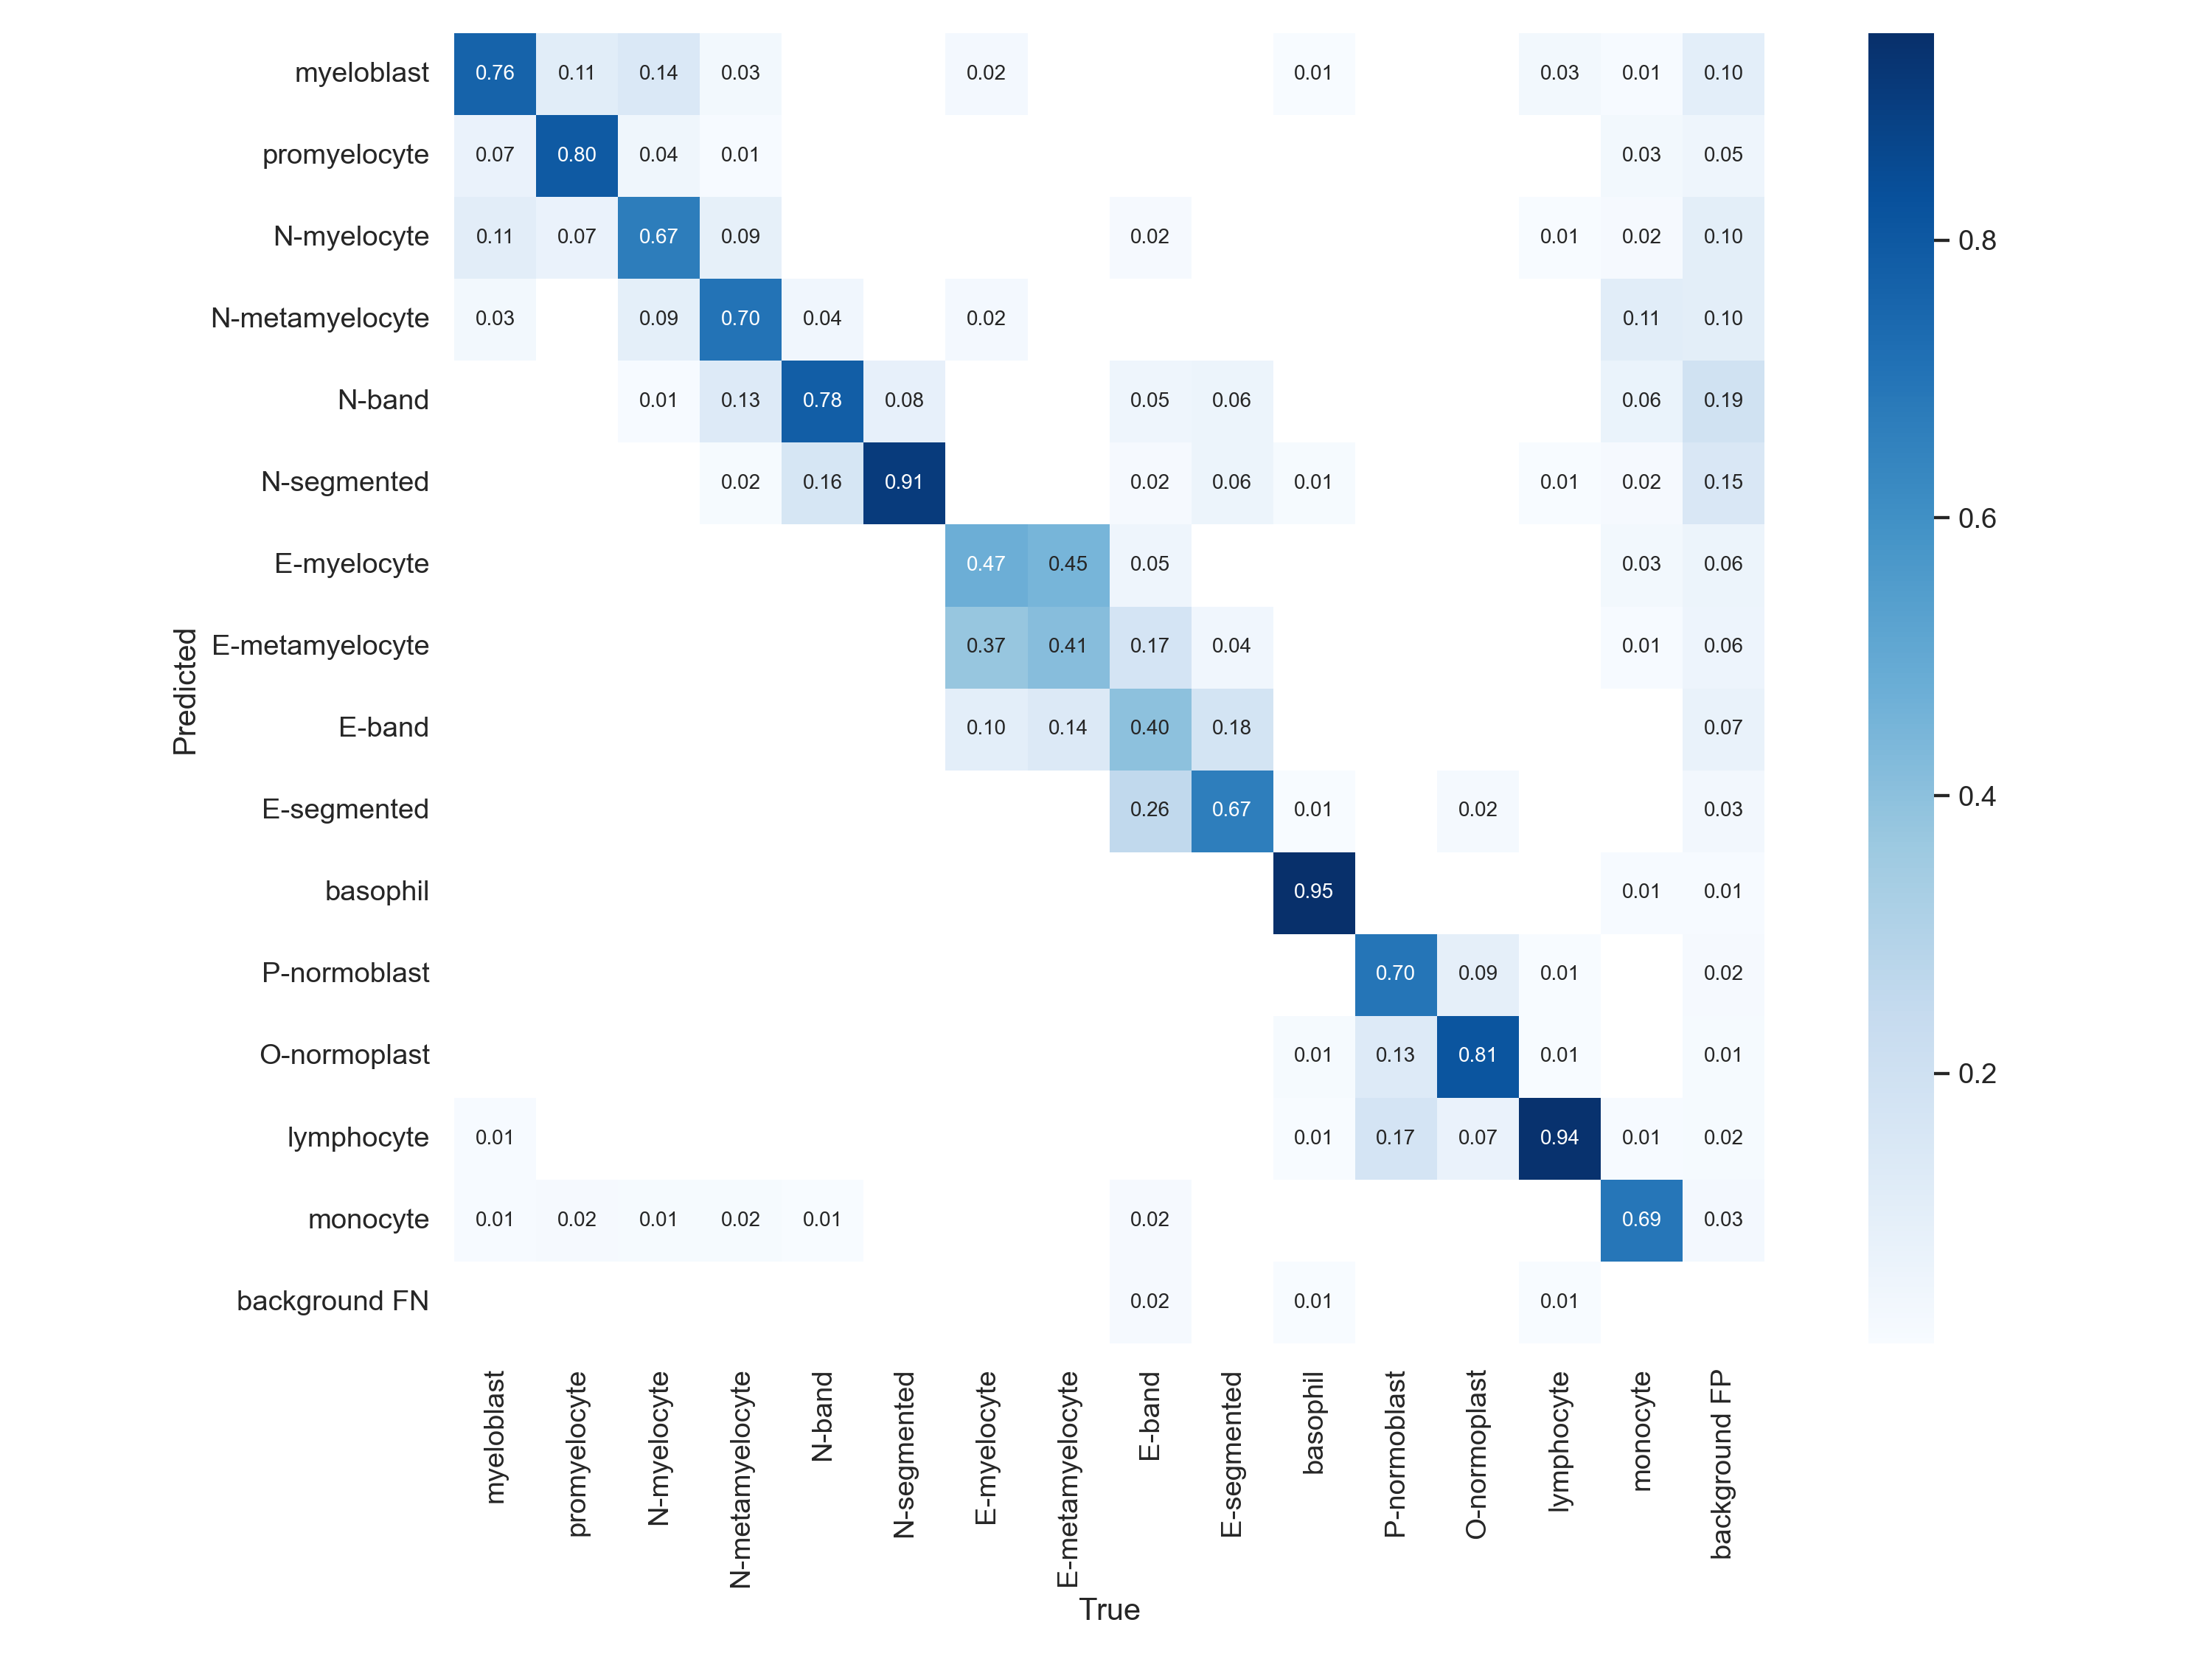 myeloblast 0.76 0.11 0.14 0.03 0.02 0.01 0.03 0.01 0.10
promyelocyte 0.07 0.80 0.04 0.01 0.03 0.05
N-myelocyte 0.11 0.07 0.67 0.09 0.02 0.01 0.02 0.10 0.8
N-metamyelocyte 0.03 0.09 0.70 0.04 0.02 0.11 0.10
N-band 0.01 0.13 0.78 0.08 0.05 0.06 0.06 0.19
N-segmented 0.02 0.16 0.91 0.02 0.06 0.01 0.01 0.02 0.15
0.6
E-myelocyte 0.47 0.45 0.05 0.03 0.06
E-metamyelocyte 0.37 0.41 0.17 0.04 0.01 0.06
Predicted
E-band 0.10 0.14 0.40 0.18 0.07
E-segmented 0.26 0.67 0.01 0.02 0.03 0.4
basophil 0.95 0.01 0.01
P-normoblast 0.70 0.09 0.01 0.02
O-normoplast 0.01 0.13 0.81 0.01 0.01 0.2
lymphocyte 0.01 0.01 0.17 0.07 0.94 0.01 0.02
monocyte 0.01 0.02 0.01 0.02 0.01 0.02 0.69 0.03
background FN 0.02 0.01 0.01
myeloblast
promyelocyte
N-myelocyte
N-metamyelocyte
N-band
N-segmented
E-myelocyte
E-metamyelocyte
E-band
E-segmented
basophil
P-normoblast
O-normoplast
lymphocyte
monocyte
background FP
True